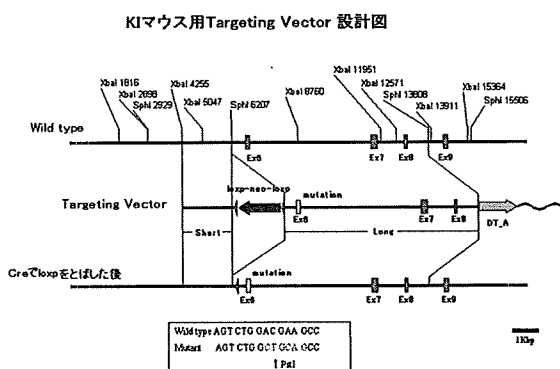 KIマウス用Targeting Vector 設計図
XbaI 1816
XbaI 2698
SphI 2929
XbaI 4255
XbaI 5047
SphI 6207
XbaI 8760
XbaI 11951
XbaI 12571
SphI 13808
XbaI 13911
XbaI 15364
SphI 15506
Wild type
Ex6
Ex7
Ex8
Ex9
loxp-neo-loxp
mutation
Targeting Vector
Ex6
Ex7
Ex8
DT_A
Short
Long
Creでloxpをとばした後
mutation
Ex6
Ex7
Ex8
Ex9
Wild type AGT CTG GAC GAA GCC
Mutant AGT CTG GCT GCA GCC
PstI
1Kbp